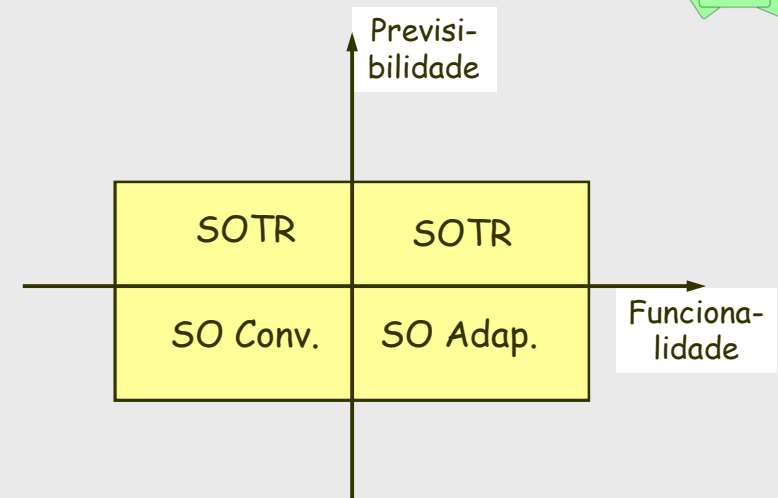 Previsi-
bilidade
SOTR SOTR
SO Conv. SO Adap.
Funciona-
lidade